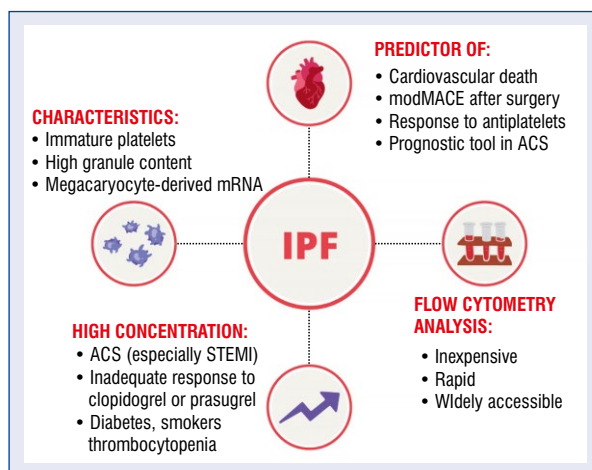 PREDICTOR OF:
• Cardiovascular death
• modMACE after surgery
• Response to antiplatelets
• Prognostic tool in ACS
CHARACTERISTICS:
• Immature platelets
• High granule content
• Megacaryocyte-derived mRNA
IPF
HIGH CONCENTRATION:
• ACS (especially STEMI)
• Inadequate response to
clopidogrel or prasugrel
• Diabetes, smokers
thrombocytopenia
FLOW CYTOMETRY
ANALYSIS:
• Inexpensive
• Rapid
• WIdely accessible